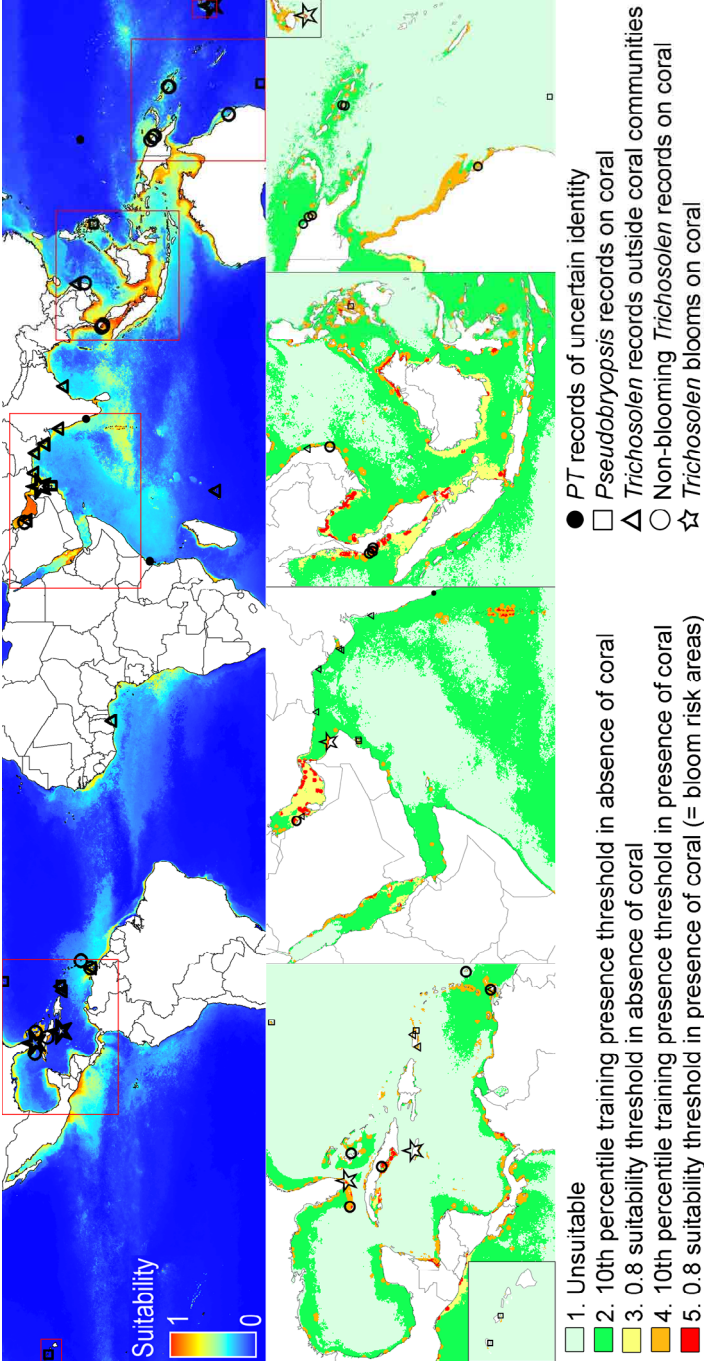 Suitability
1
0
1. Unsuitable
2. 10th percentile training presence threshold in absence of coral
3. 0.8 suitability threshold in absence of coral
4. 10th percentile training presence threshold in presence of coral
5. 0.8 suitability threshold in presence of coral (= bloom risk areas)
PT records of uncertain identity
Pseudobryopsis records on coral
Trichosolen records outside coral communities
Non-blooming Trichosolen records on coral
Trichosolen blooms on coral